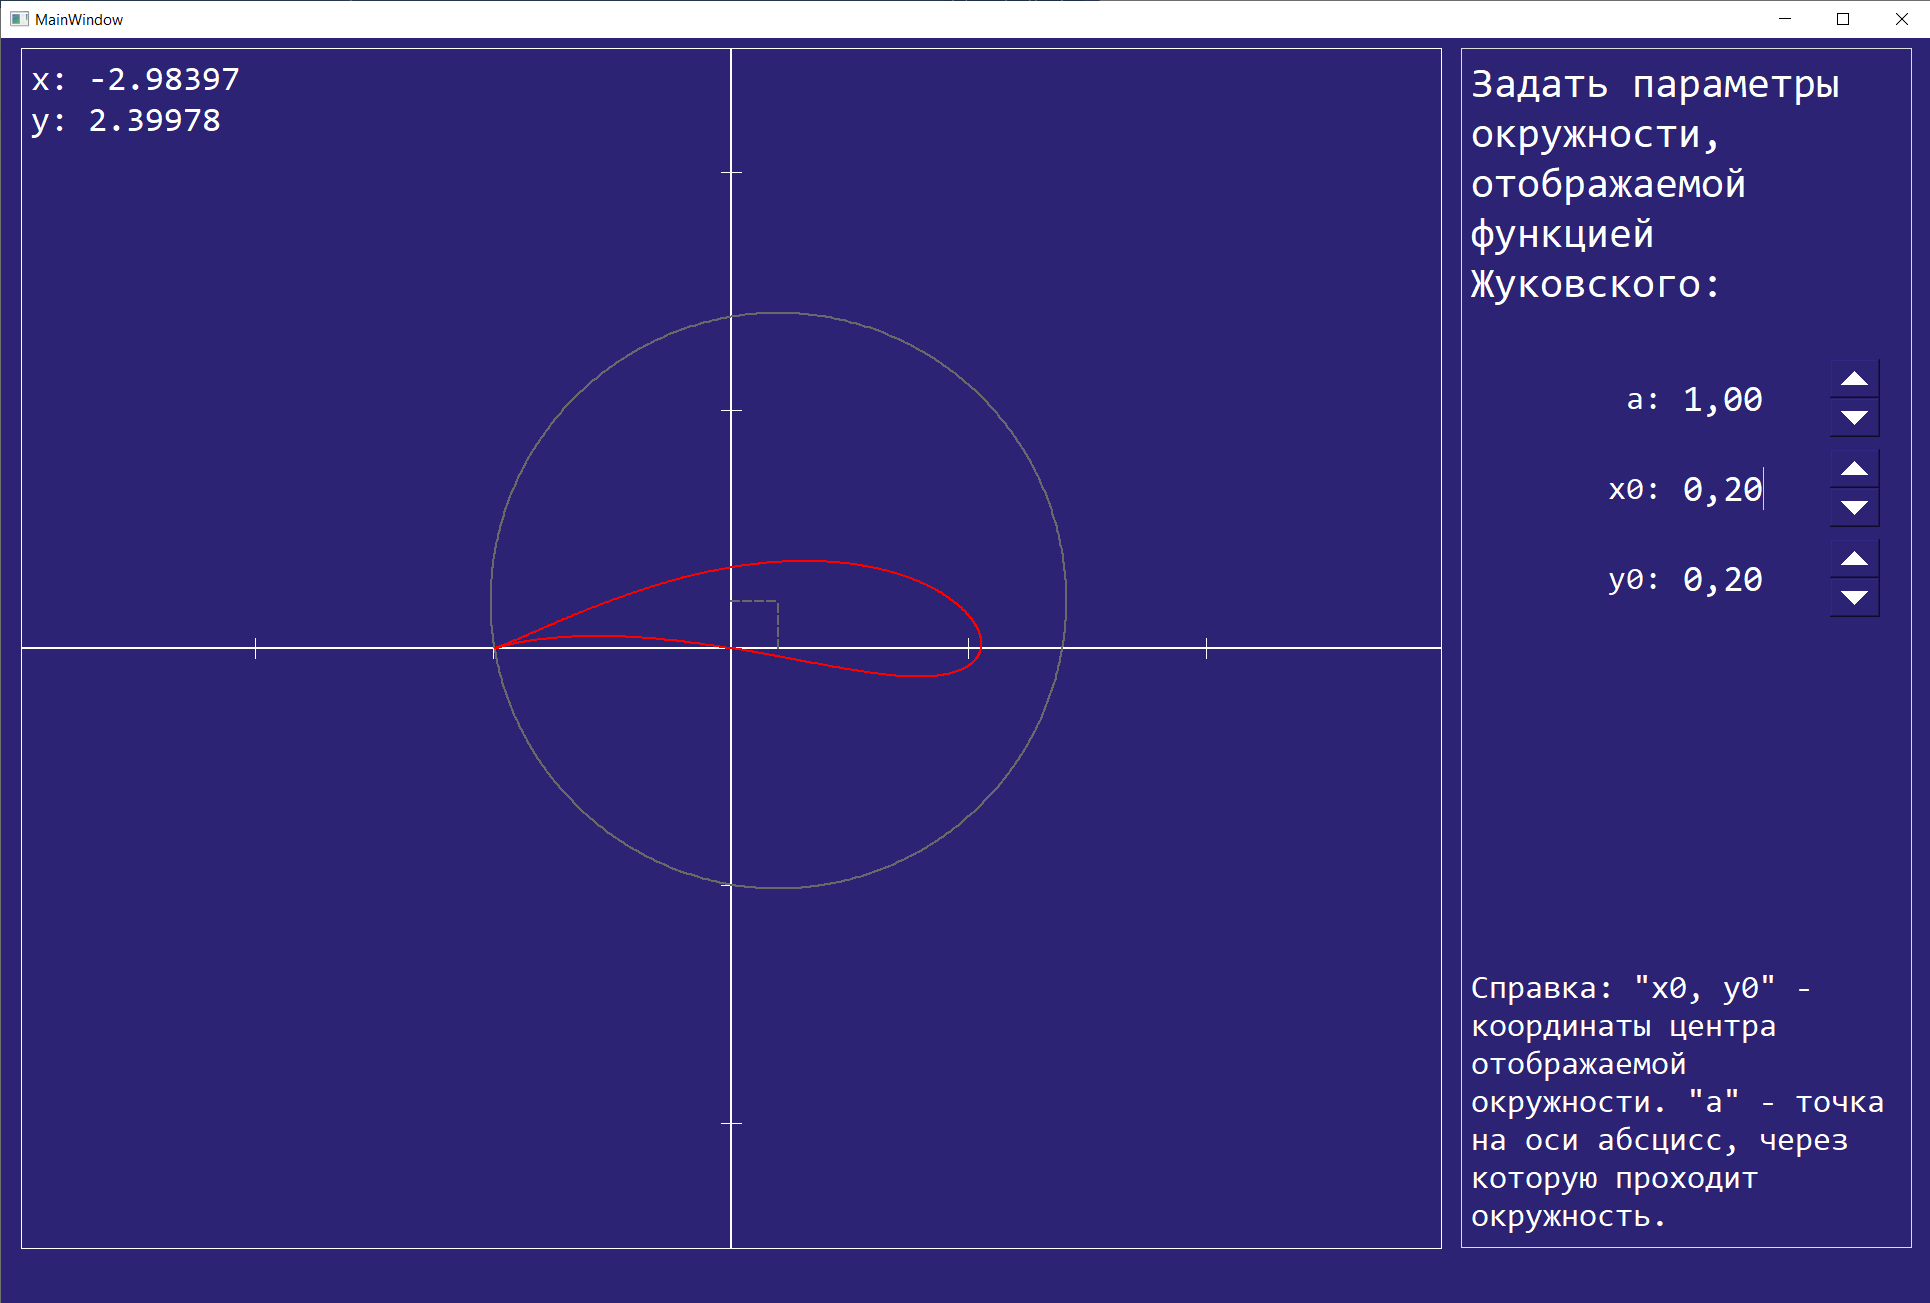 MainWindow
x: -2.98397
y: 2.39978
Задать параметры
окружности,
отображаемой
функцией
Жуковского:
a: 1,00
x0: 0,20
y0: 0,20
Справка: "x0, y0" -
координаты центра
отображаемой
окружности. "a" - точка
на оси абсцисс, через
которую проходит
окружность.